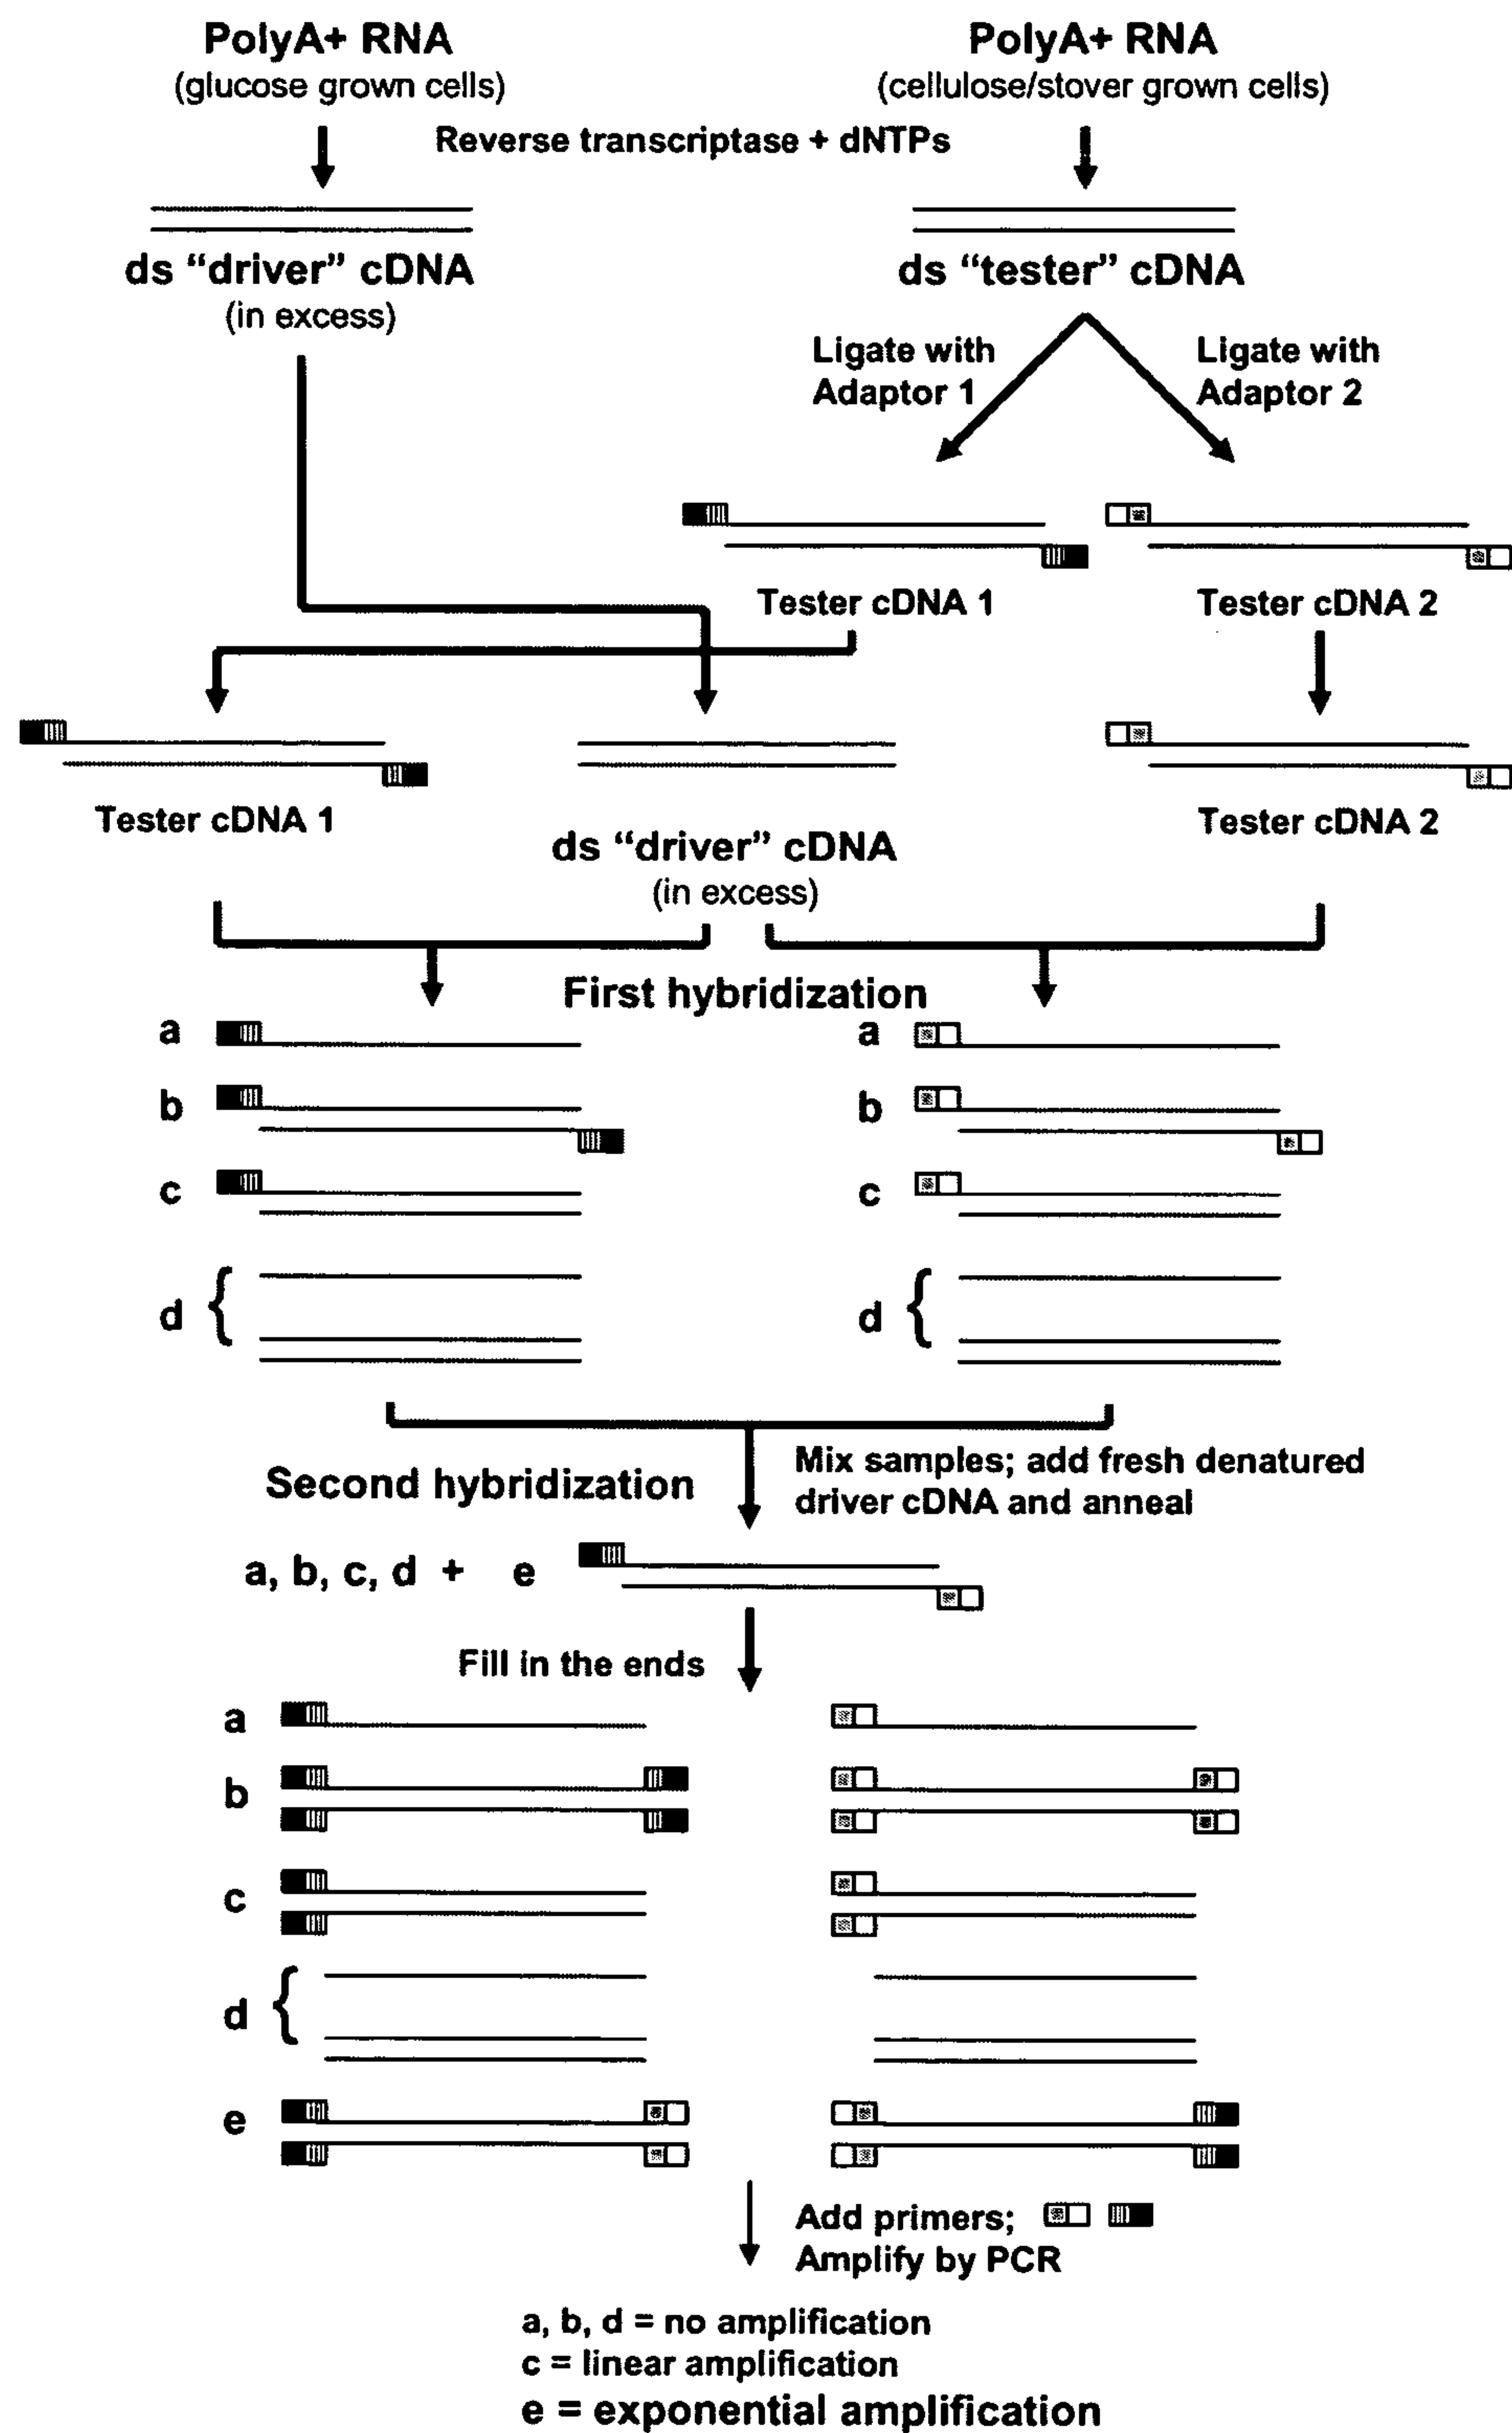 PolyA+ RNA
(glucose grown cells)
PolyA+ RNA
(cellulose/stover grown cells)
Reverse transcriptase + dNTPs
ds “driver” cDNA
(in excess)
ds “tester” cDNA
Ligate with
Adaptor 1
Ligate with
Adaptor 2
Tester cDNA 1
Tester cDNA 2
Tester cDNA 1
ds “driver” cDNA
(in excess)
Tester cDNA 2
First hybridization
a
a
b
b
c
c
d {
d {
Second hybridization
Mix samples; add fresh denatured
driver cDNA and anneal
a, b, c, d + e
Fill in the ends
a
b
c
d {
e
Add primers;
Amplify by PCR
a, b, d = no amplification
c = linear amplification
e = exponential amplification